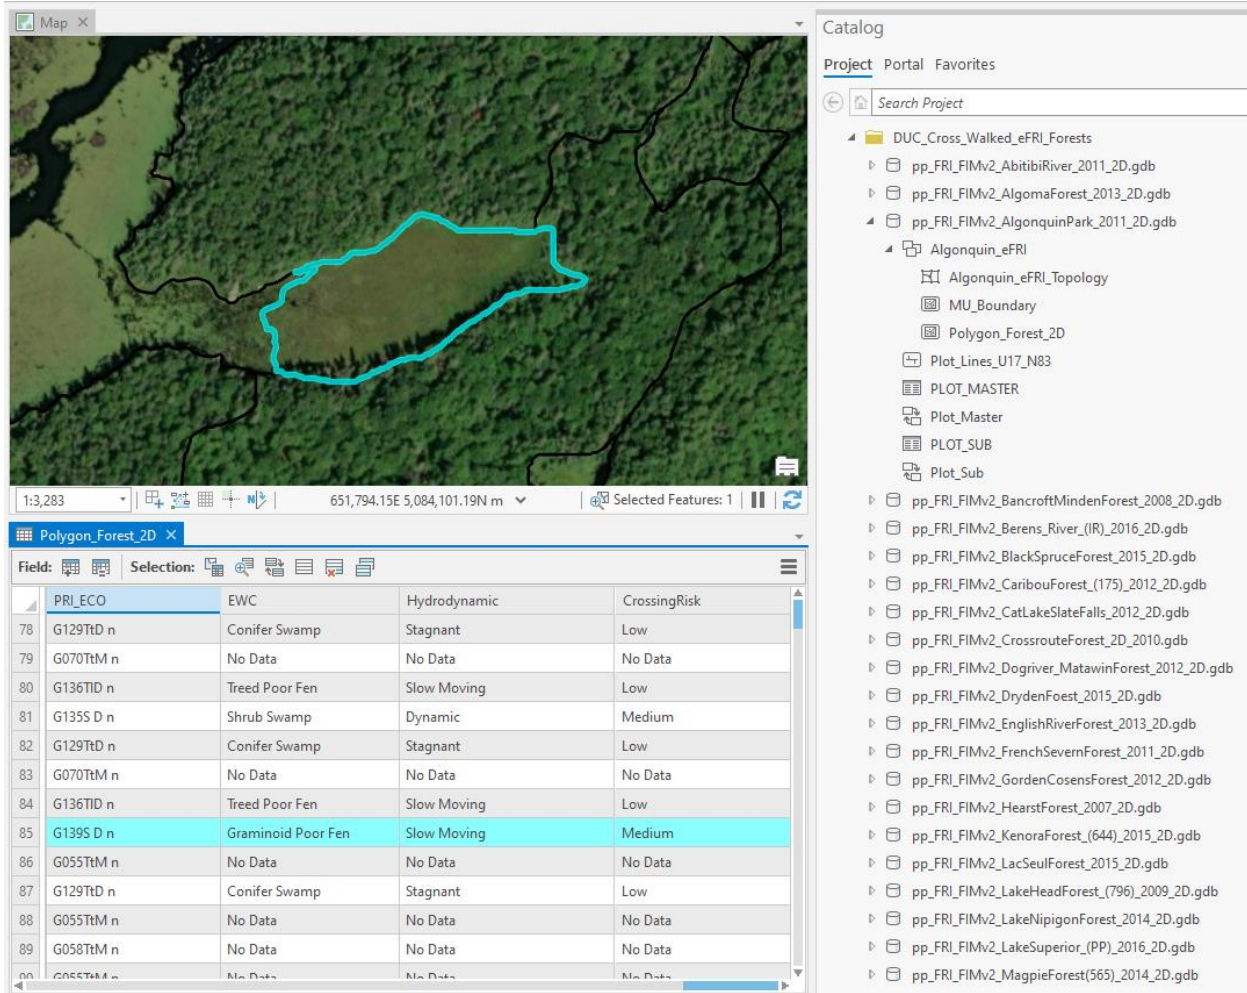 Map
1:3,283
651,794.15E 5,084,101.19N m
Selected Features: 1
Polygon_Forest_2D
Field:
Selection:
PRI_ECO EWC Hydrodynamic CrossingRisk
78 G129TtD n Conifer Swamp Stagnant Low
79 G070TtM n No Data No Data No Data
80 G136TlD n Treed Poor Fen Slow Moving Low
81 G135S D n Shrub Swamp Dynamic Medium
82 G129TtD n Conifer Swamp Stagnant Low
83 G070TtM n No Data No Data No Data
84 G136TlD n Treed Poor Fen Slow Moving Low
85 G139S D n Graminoid Poor Fen Slow Moving Medium
86 G055TtM n No Data No Data No Data
87 G129TtD n Conifer Swamp Stagnant Low
88 G055TtM n No Data No Data No Data
89 G058TtM n No Data No Data No Data
90 G055TtM n No Data No Data No Data
Catalog
Project Portal Favorites
Search Project
DUC_Cross_Walked_eFRI_Forests
pp_FRI_FIMv2_AbitibiRiver_2011_2D.gdb
pp_FRI_FIMv2_AlgomaForest_2013_2D.gdb
pp_FRI_FIMv2_AlgonquinPark_2011_2D.gdb
Algonquin_eFRI
Algonquin_eFRI_Topology
MU_Boundary
Polygon_Forest_2D
Plot_Lines_U17_N83
PLOT_MASTER
Plot_Master
PLOT_SUB
Plot_Sub
pp_FRI_FIMv2_BancroftMindenForest_2008_2D.gdb
pp_FRI_FIMv2_Berens_River_(IR)_2016_2D.gdb
pp_FRI_FIMv2_BlackSpruceForest_2015_2D.gdb
pp_FRI_FIMv2_CaribouForest_(175)_2012_2D.gdb
pp_FRI_FIMv2_CatLakeSlateFalls_2012_2D.gdb
pp_FRI_FIMv2_CrossrouteForest_2D_2010.gdb
pp_FRI_FIMv2_Dogriver_MatawinForest_2012_2D.gdb
pp_FRI_FIMv2_DrydenFoest_2015_2D.gdb
pp_FRI_FIMv2_EnglishRiverForest_2013_2D.gdb
pp_FRI_FIMv2_FrenchSevernForest_2011_2D.gdb
pp_FRI_FIMv2_GordenCosensForest_2012_2D.gdb
pp_FRI_FIMv2_HearstForest_2007_2D.gdb
pp_FRI_FIMv2_KenoraForest_(644)_2015_2D.gdb
pp_FRI_FIMv2_LacSeulForest_2015_2D.gdb
pp_FRI_FIMv2_LakeHeadForest_(796)_2009_2D.gdb
pp_FRI_FIMv2_LakeNipigonForest_2014_2D.gdb
pp_FRI_FIMv2_LakeSuperior_(PP)_2016_2D.gdb
pp_FRI_FIMv2_MagpieForest(565)_2014_2D.gdb